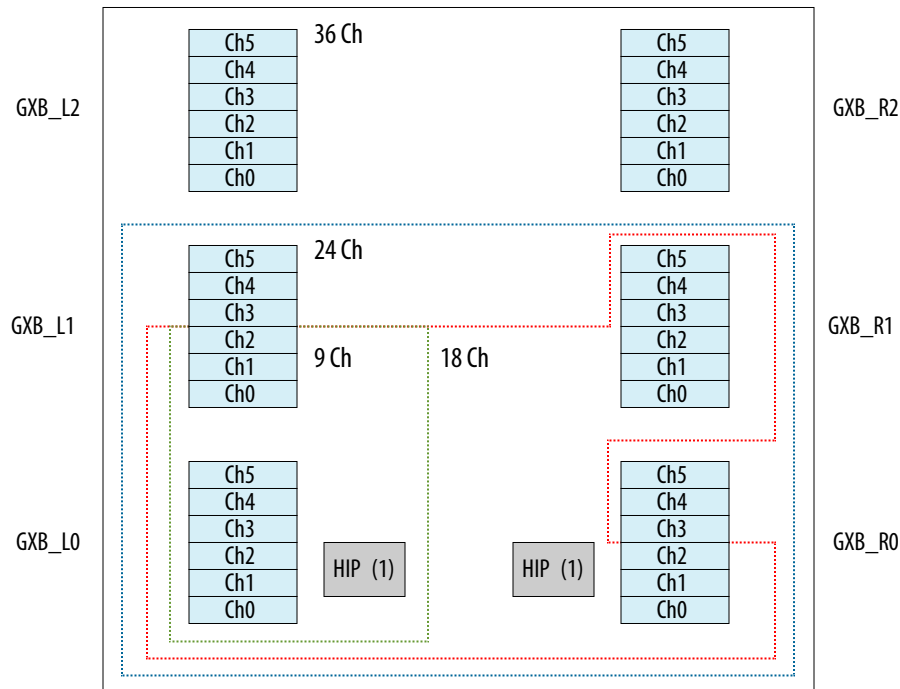 36 Ch
GXB_L2
Ch5
Ch4
Ch3
Ch2
Ch1
Ch0
Ch5
Ch4
Ch3
Ch2
Ch1
Ch0
GXB_R2
24 Ch
GXB_L1
Ch5
Ch4
Ch3
Ch2
Ch1
Ch0
9 Ch
18 Ch
Ch5
Ch4
Ch3
Ch2
Ch1
Ch0
GXB_R1
GXB_L0
Ch5
Ch4
Ch3
Ch2
Ch1
Ch0
HIP (1)
HIP (1)
Ch5
Ch4
Ch3
Ch2
Ch1
Ch0
GXB_R0